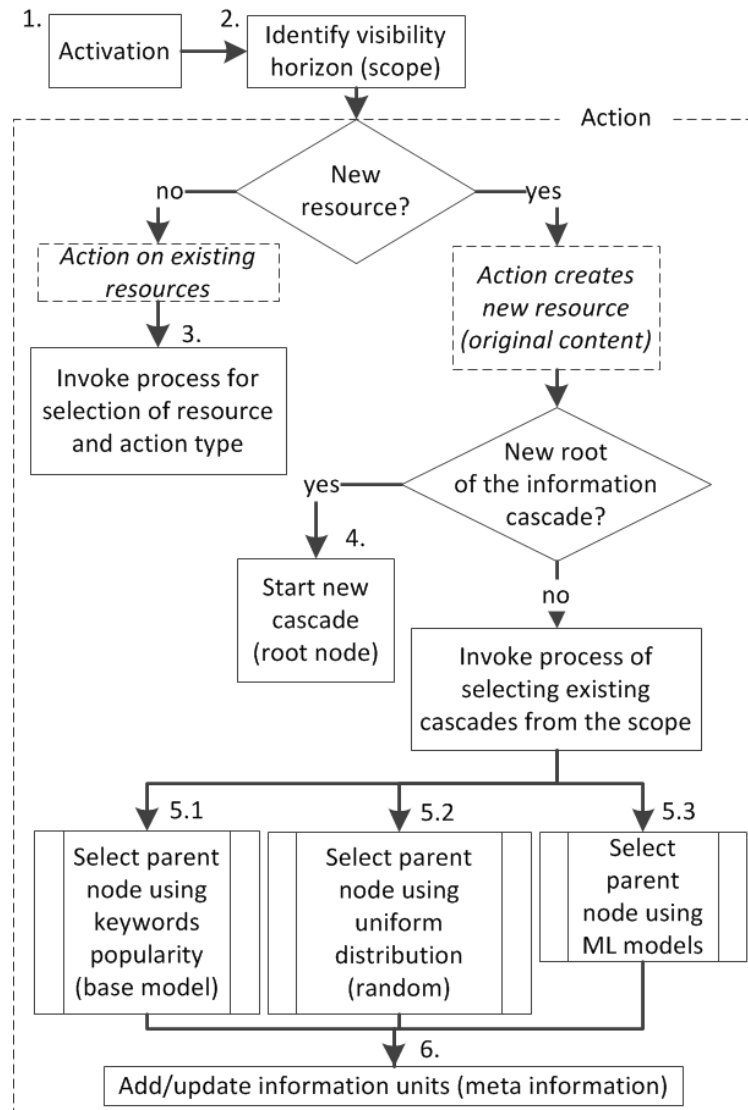 1.
Activation
2.
Identify visibility
horizon (scope)
Action
New
resource?
no
yes
Action on existing
resources
Action creates
new resource
(original content)
3.
Invoke process for
selection of resource
and action type
New root
of the information
cascade?
yes
no
4.
Start new
cascade
(root node)
Invoke process of
selecting existing
cascades from the scope
5.1
Select parent
node using
keywords
popularity
(base model)
5.2
Select parent
node using
uniform
distribution
(random)
5.3
Select
parent
node using
ML models
6.
Add/update information units (meta information)